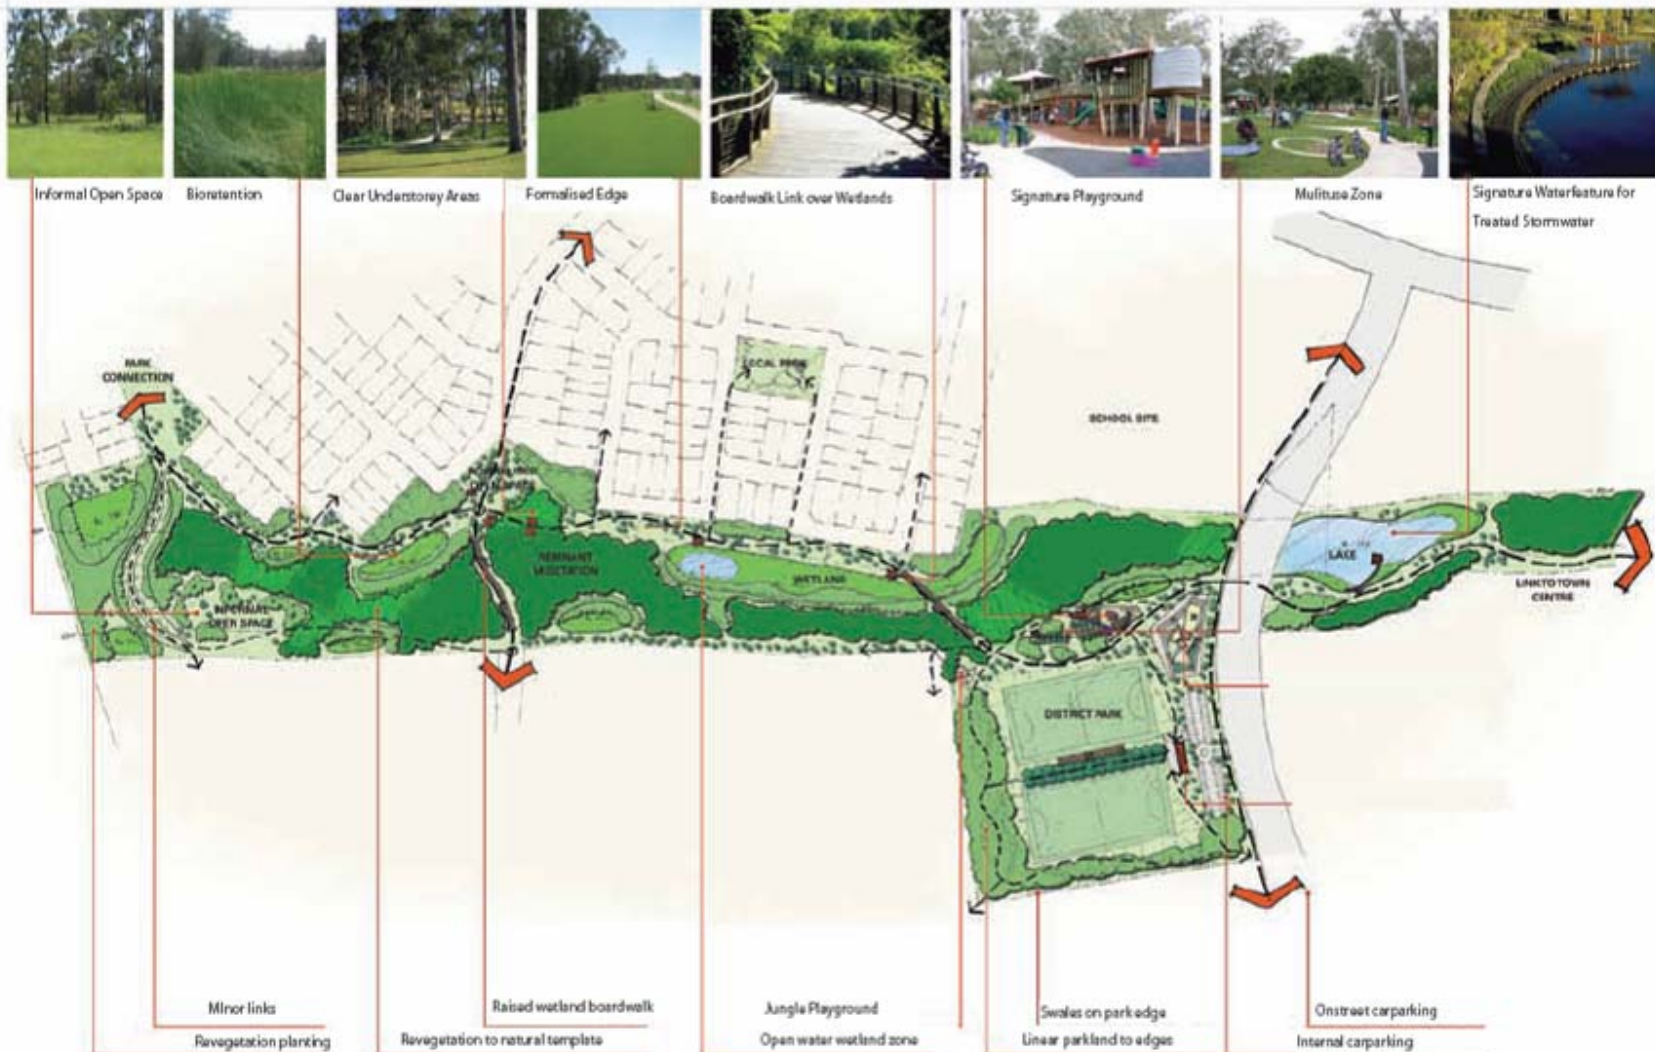 Informal Open Space
Bioretention
Clear Understorey Areas
Formalised Edge
Boardwalk Link over Wetlands
Signature Playground
Mulituse Zone
Signature Waterfeature for
Treated Stormwater
PARK
CONNECTION
LOCAL PARK
SCHOOL SITE
REMNANT
VEGETATION
WETLAND
LAKE
LINK TO TOWN
CENTRE
INFORMAL
OPEN SPACE
DISTRICT PARK
Minor links
Raised wetland boardwalk
Jungle Playground
Swales on park edge
Onstreet carparking
Revegetation planting
Revegetation to natural template
Open water wetland zone
Linear parkland to edges
Internal carparking